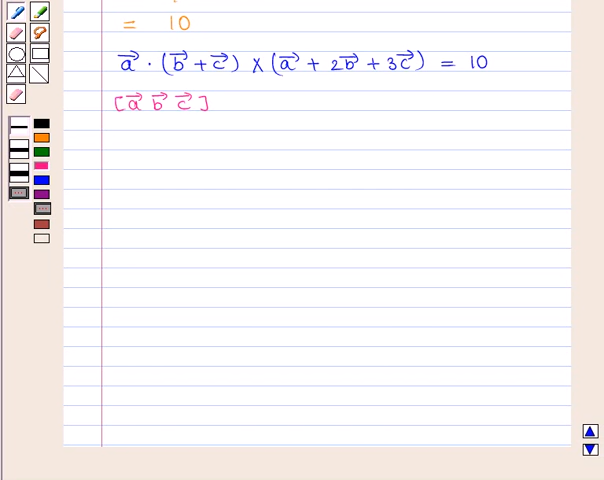 = 10
a⃗ · (b⃗ + c⃗) × (a⃗ + 2b⃗ + 3c⃗) = 10
[a⃗ b⃗ c⃗]